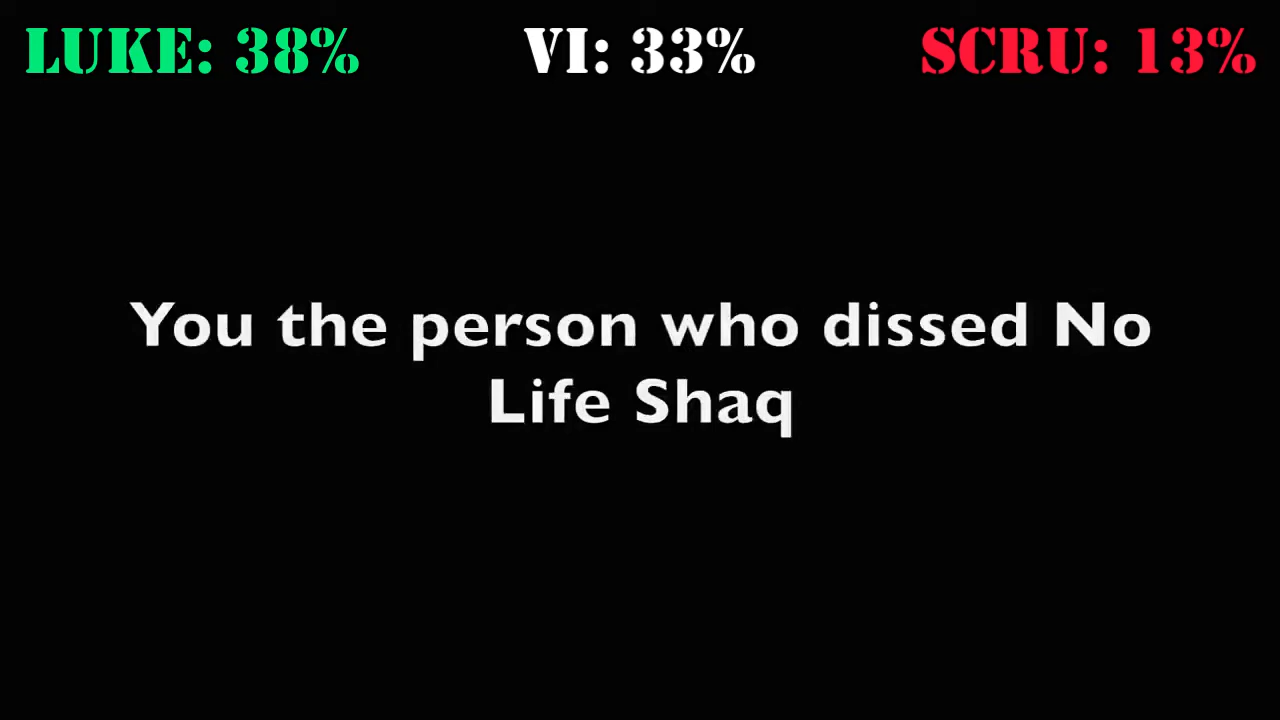 LUKE: 38% VI: 33% SCRU: 13%
You the person who dissed No
Life Shaq